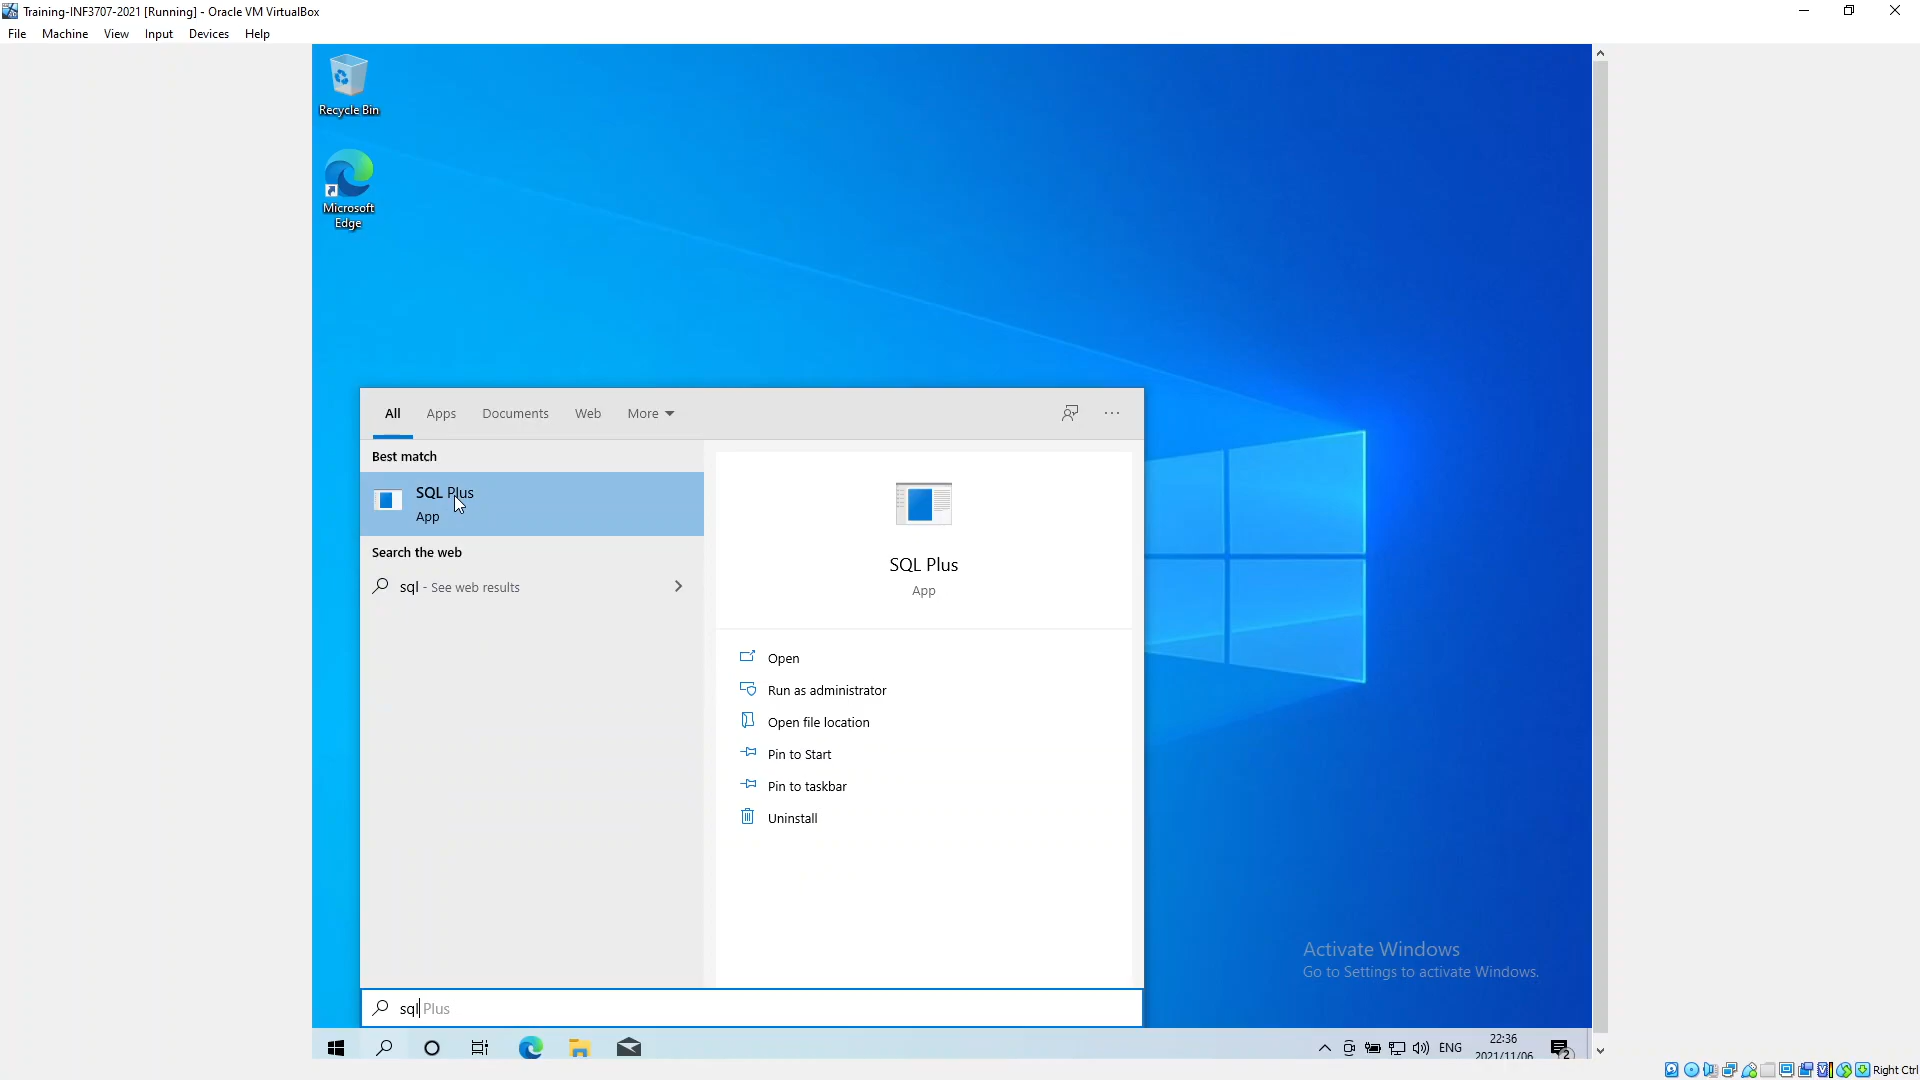 Training-INF3707-2021 [Running] - Oracle VM VirtualBox
File Machine View Input Devices Help
Recycle Bin
Microsoft
Edge
All Apps Documents Web More
Best match
SQL Plus
App
Search the web
sql - See web results
SQL Plus
App
Open
Run as administrator
Open file location
Pin to Start
Pin to taskbar
Uninstall
Activate Windows
Go to Settings to activate Windows.
sql Plus
ENG
22:36
2021/11/06
2
Right Ctrl